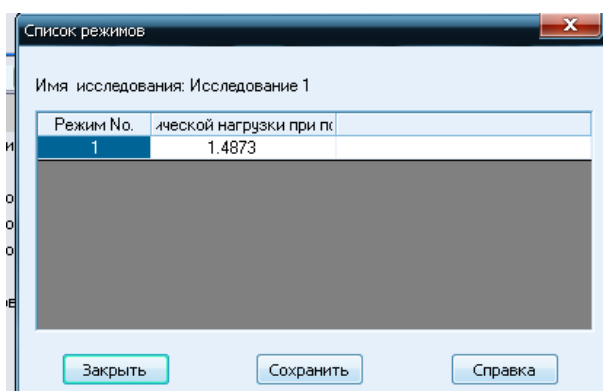 Список режимов
Имя исследования: Исследование 1
Режим No. ической нагрузки при по
1 1.4873
Закрыть Сохранить Справка